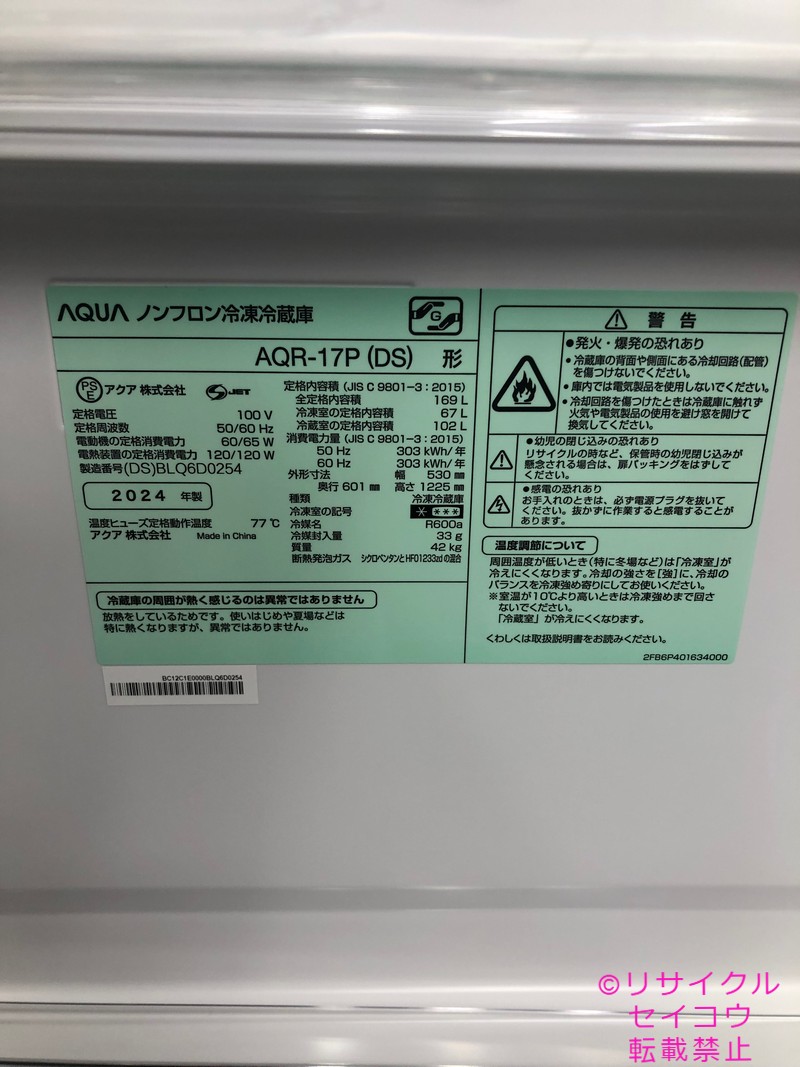 AQUA ノンフロン冷凍冷蔵庫
G
AQR-17P (DS) 形
PSE アクア 株式会社 S JET
定格電圧 100 V
定格周波数 50/60 Hz
電動機の定格消費電力 60/65 W
電熱装置の定格消費電力 120/120 W
製造番号(DS)BLQ6D0254
2024 年製
温度ヒューズ定格動作温度 77℃
アクア 株式会社 Made in China
定格内容積 (JIS C 9801-3：2015)
全定格内容積 169 L
冷凍室の定格内容積 67 L
冷蔵室の定格内容積 102 L
消費電力量 (JIS C 9801-3：2015)
50 Hz 303 kWh/年
60 Hz 303 kWh/年
外形寸法 幅 530 mm
奥行 601 mm 高さ 1225 mm
種類 冷凍冷蔵庫
冷凍室の記号 * ***
冷媒名 R600a
冷媒封入量 33 g
質量 42 kg
断熱発泡ガス シクロペンタンとHFO1233zdの混合
冷蔵庫の周囲が熱く感じるのは異常ではありません
放熱をしているためです。使いはじめや夏場などは
特に熱くなりますが、異常ではありません。
⚠ 警告
●発火・爆発の恐れあり
•冷蔵庫の背面や側面にある冷却回路(配管)
を傷つけないでください。
•庫内では電気製品を使用しないでください。
•冷却回路を傷つけたときは冷蔵庫に触れず
火気や電気製品の使用を避け窓を開けて
換気してください。
●幼児の閉じ込みの恐れあり
リサイクルの時など、保管時の幼児閉じ込みが
懸念される場合は、扉パッキングをはずして
ください。
●感電の恐れあり
お手入れのときは、必ず電源プラグを抜いて
ください。抜かずに作業すると感電することが
あります。
温度調節について
周囲温度が低いとき(特に冬場など)は「冷凍室」が
冷えにくくなります。冷却の強さを[強]に、冷却の
バランスを冷凍強め寄りにしてお使いください。
※室温が10℃より高いときは冷凍強めまで回さ
ないでください。
「冷蔵室」が冷えにくくなります。
くわしくは取扱説明書をお読みください。
2FB6P401634000
BC12C1E0000BLQ6D0254
©リサイクル
セイコウ
転載禁止